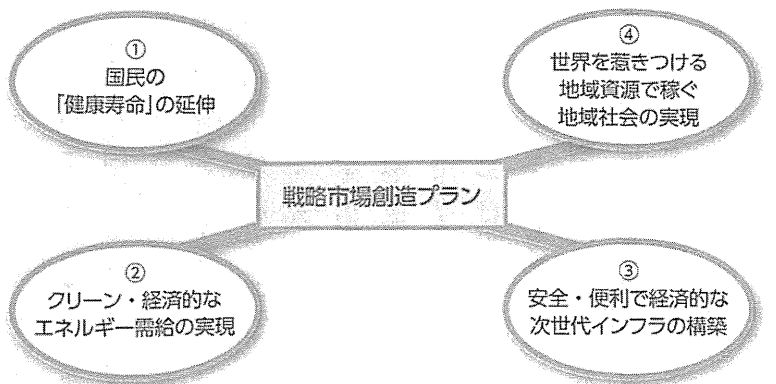 ①
国民の
「健康寿命」の延伸
④
世界を惹きつける
地域資源で稼ぐ
地域社会の実現
戦略市場創造プラン
②
クリーン・経済的な
エネルギー需給の実現
③
安全・便利で経済的な
次世代インフラの構築